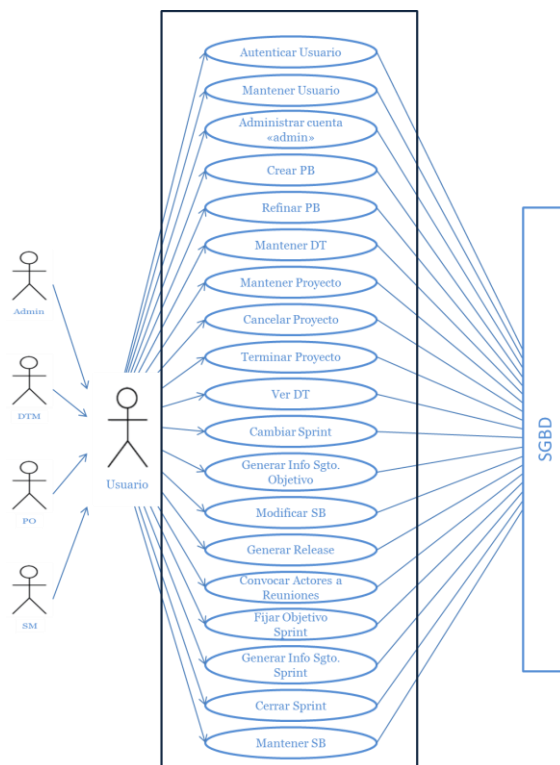 Autenticar Usuario
Mantener Usuario
Administrar cuenta
«admin»
Crear PB
Refinar PB
Mantener DT
Mantener Proyecto
Cancelar Proyecto
Terminar Proyecto
Ver DT
Cambiar Sprint
Generar Info Sgto.
Objetivo
Modificar SB
Generar Release
Convocar Actores a
Reuniones
Fijar Objetivo
Sprint
Generar Info Sgto.
Sprint
Cerrar Sprint
Mantener SB
Admin
DTM
PO
SM
Usuario
SGBD